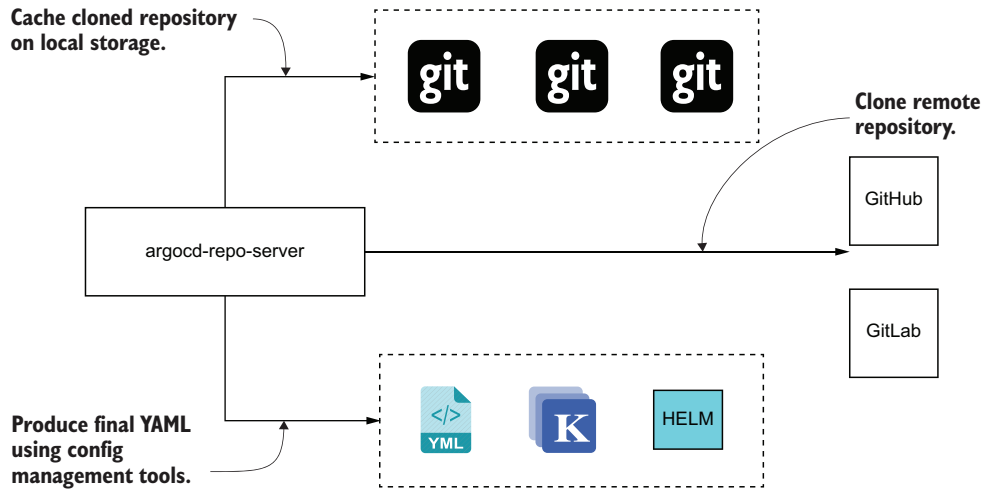 Cache cloned repository
on local storage.
git
git
git
Clone remote
repository.
GitHub
argocd-repo-server
GitLab
</>
YML
K
HELM
Produce final YAML
using config
management tools.